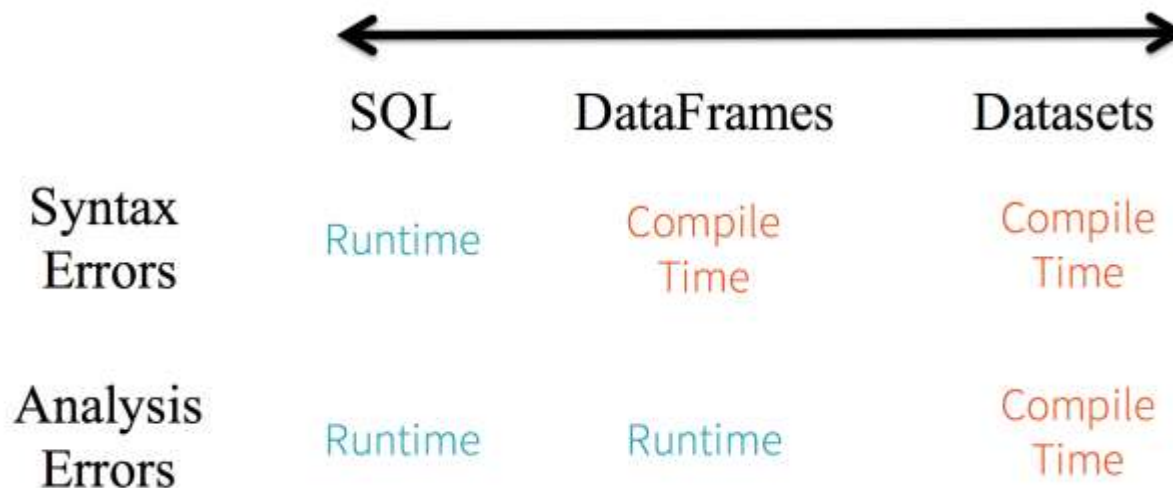 SQL DataFrames Datasets
Syntax
Errors
Runtime
Compile
Time
Compile
Time
Analysis
Errors
Runtime
Runtime
Compile
Time